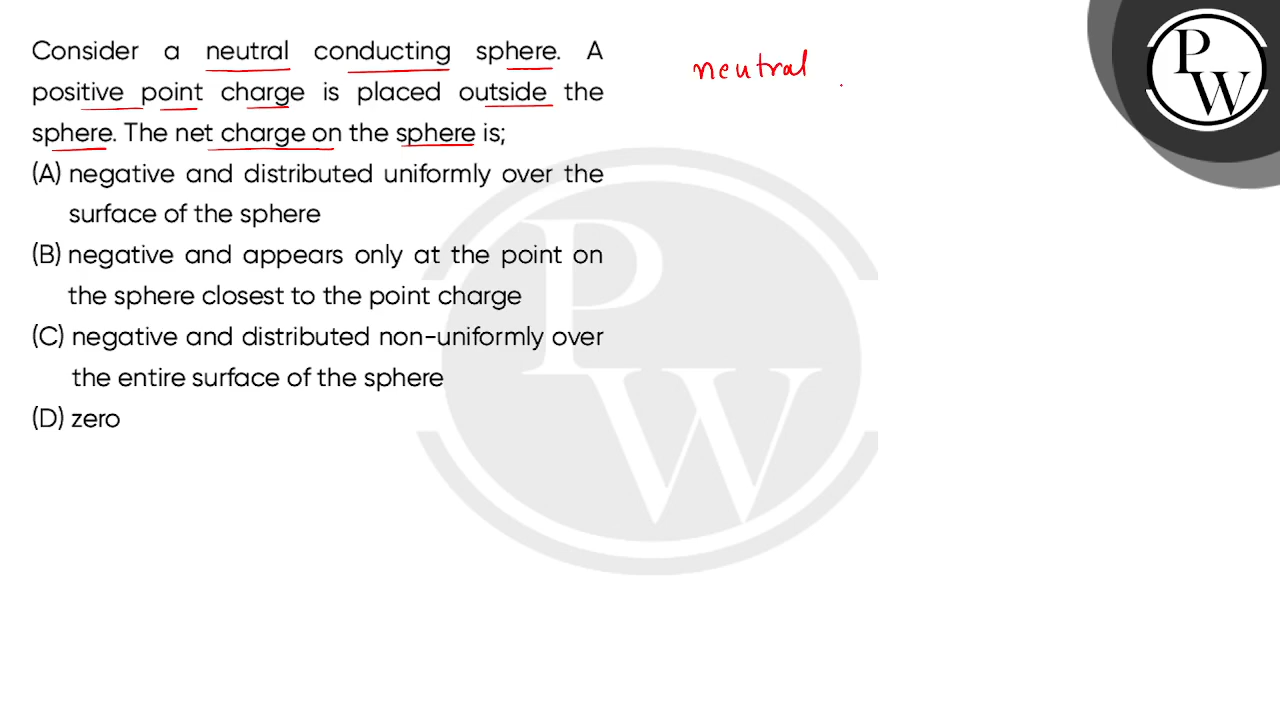 Consider a neutral conducting sphere. A
positive point charge is placed outside the
sphere. The net charge on the sphere is;
(A) negative and distributed uniformly over the
surface of the sphere
(B) negative and appears only at the point on
the sphere closest to the point charge
(C) negative and distributed non-uniformly over
the entire surface of the sphere
(D) zero
neutral
P
W
P
W